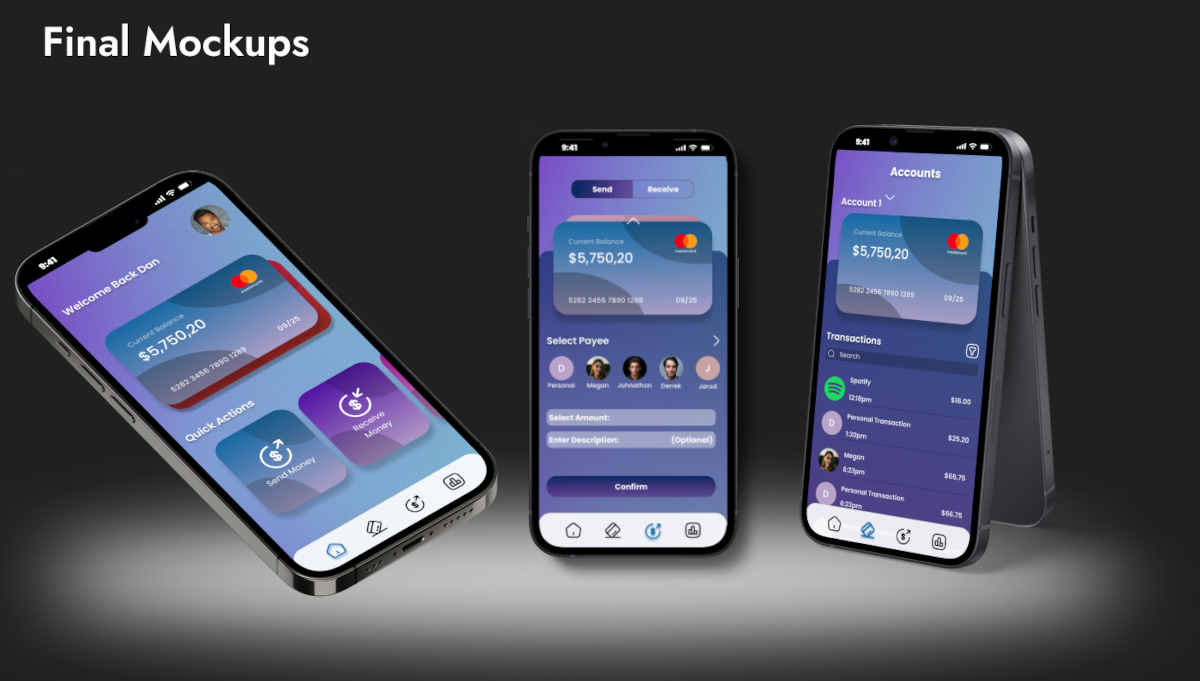 Final Mockups
9:41
Welcome Back Dan
Current Balance
$5,750,20
mastercard
5282 3456 7890 1289
09/25
Quick Actions
Send Money
Receive
Money
9:41
Send
Receive
Current Balance
$5,750,20
mastercard
5282 3456 7890 1289
09/25
Select Payee
D
J
Personal
Megan
Johnathon
Derrek
Jarod
Select Amount:
Enter Description:
(Optional)
Confirm
9:41
Accounts
Account 1
Current Balance
$5,750,20
mastercard
5282 3456 7890 1289
09/25
Transactions
Search
Spotify
12:18pm
$16.00
D
Personal Transaction
1:30pm
$25.20
Megan
6:23pm
$66.75
D
Personal Transaction
6:23pm
$66.75